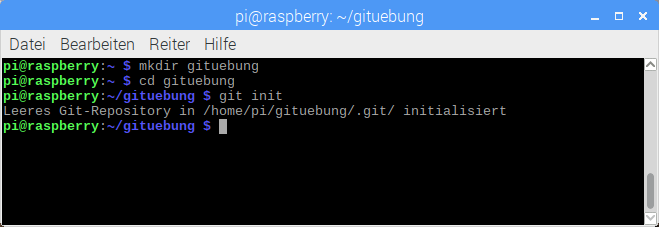 pi@raspberry: ~/gituebung
Datei Bearbeiten Reiter Hilfe
pi@raspberry:~ $ mkdir gituebung
pi@raspberry:~ $ cd gituebung
pi@raspberry:~/gituebung $ git init
Leeres Git-Repository in /home/pi/gituebung/.git/ initialisiert
pi@raspberry:~/gituebung $